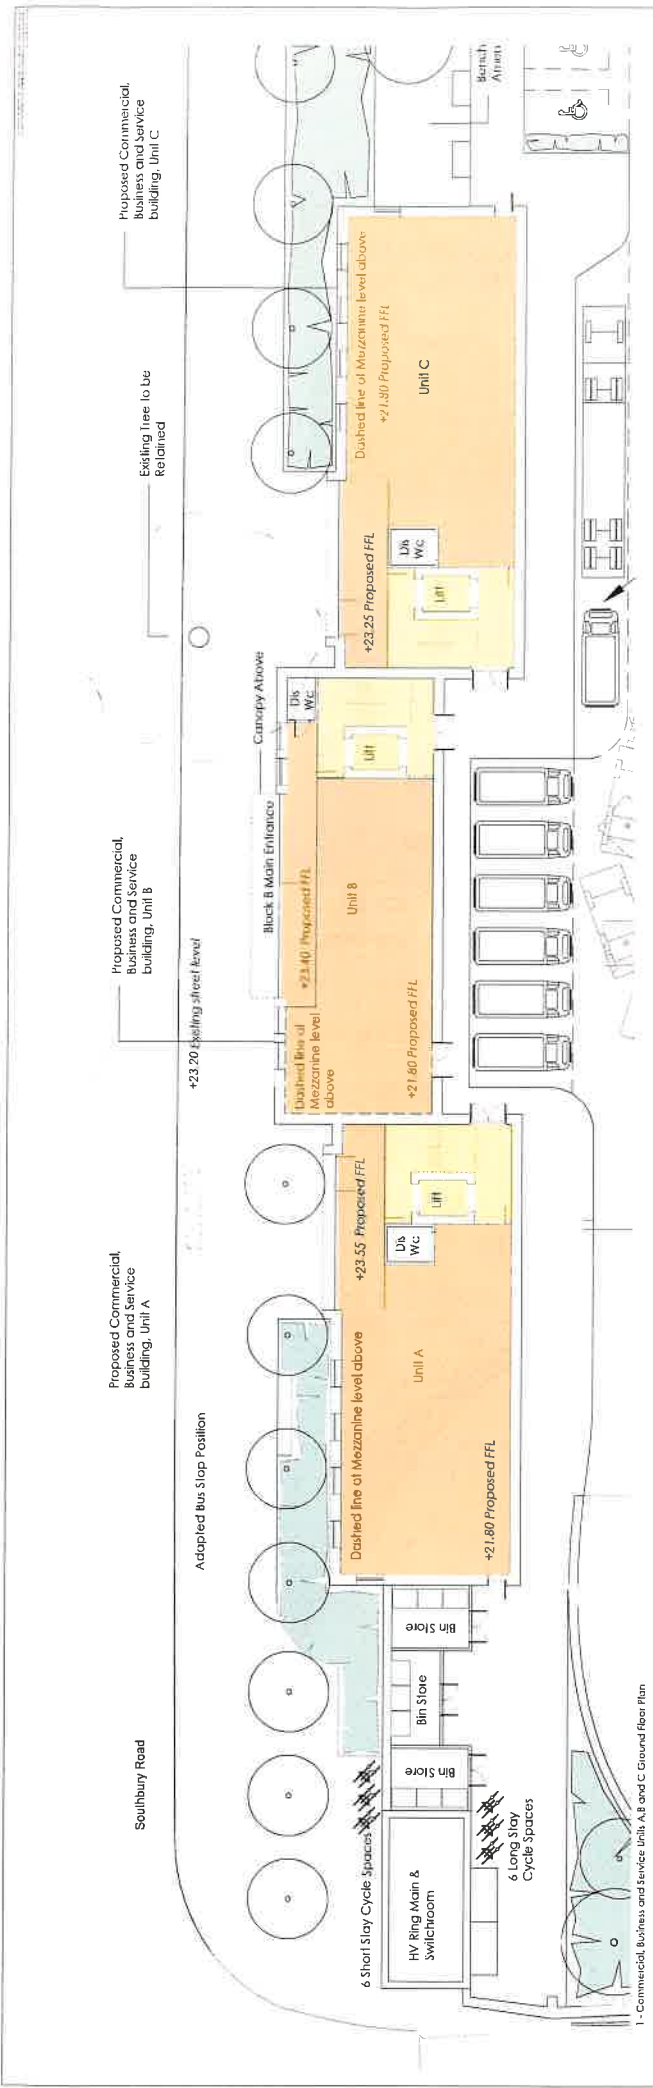 Southbury Road
Adapted Bus Stop Position
Proposed Commercial,
Business and Service
building, Unit A
Proposed Commercial,
Business and Service
building, Unit B
+23.20 Existing street level
Existing Tree to be
Retained
Proposed Commercial,
Business and Service
building, Unit C
Block B Main Entrance
Canopy Above
6 Short Stay Cycle Spaces
HV Ring Main &
Switchroom
6 Long Stay
Cycle Spaces
Bin Store
Bin Store
Bin Store
Dashed line of Mezzanine level above
+21.80 Proposed FFL
Unit A
+23.55 Proposed FFL
Dis
Wc
Lift
Dashed line of
Mezzanine level
above
+23.40 Proposed FFL
Unit B
+21.80 Proposed FFL
Lift
Dis
Wc
+23.25 Proposed FFL
Dis
Wc
Lift
Dashed line of Mezzanine level above
+21.80 Proposed FFL
Unit C
Bench
1 - Commercial, Business and Service Units A,B and C Ground Floor Plan